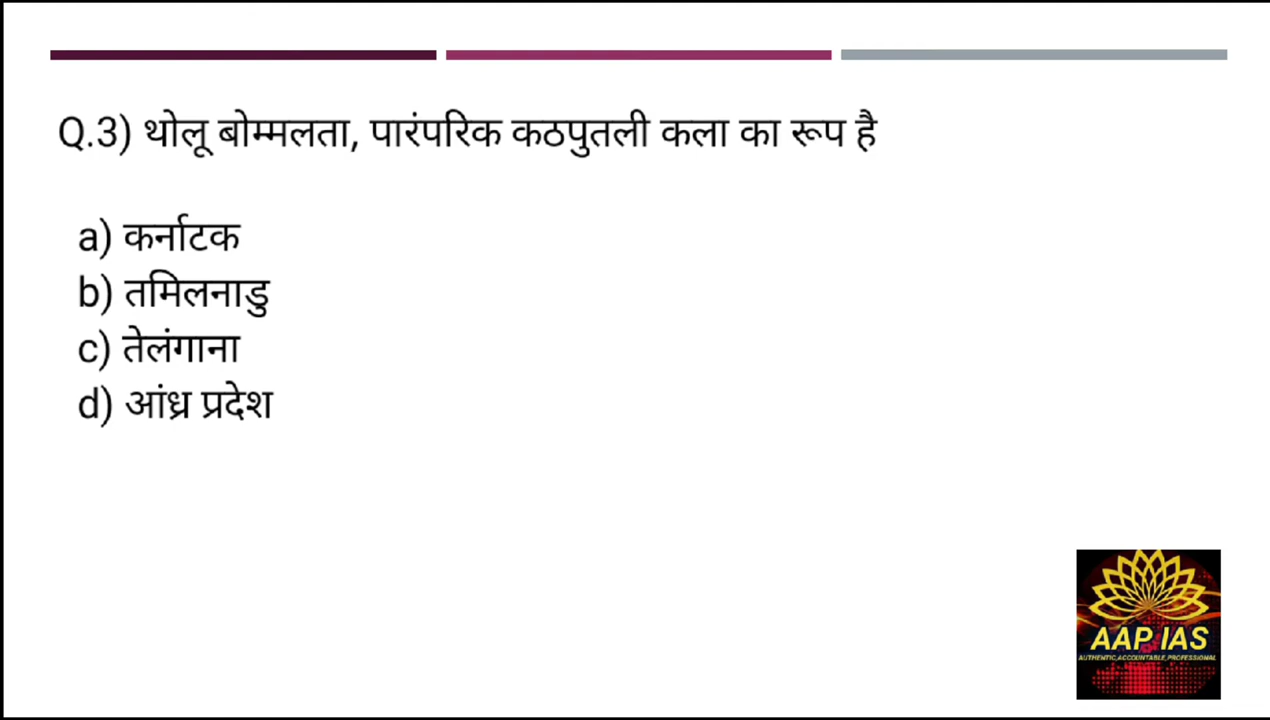 Q.3) थोलू बोम्मलता, पारंपरिक कठपुतली कला का रूप है
a) कर्नाटक
b) तमिलनाडु
c) तेलंगाना
d) आंध्र प्रदेश
AAP IAS
AUTHENTIC,ACCOUNTABLE,PROFESSIONAL